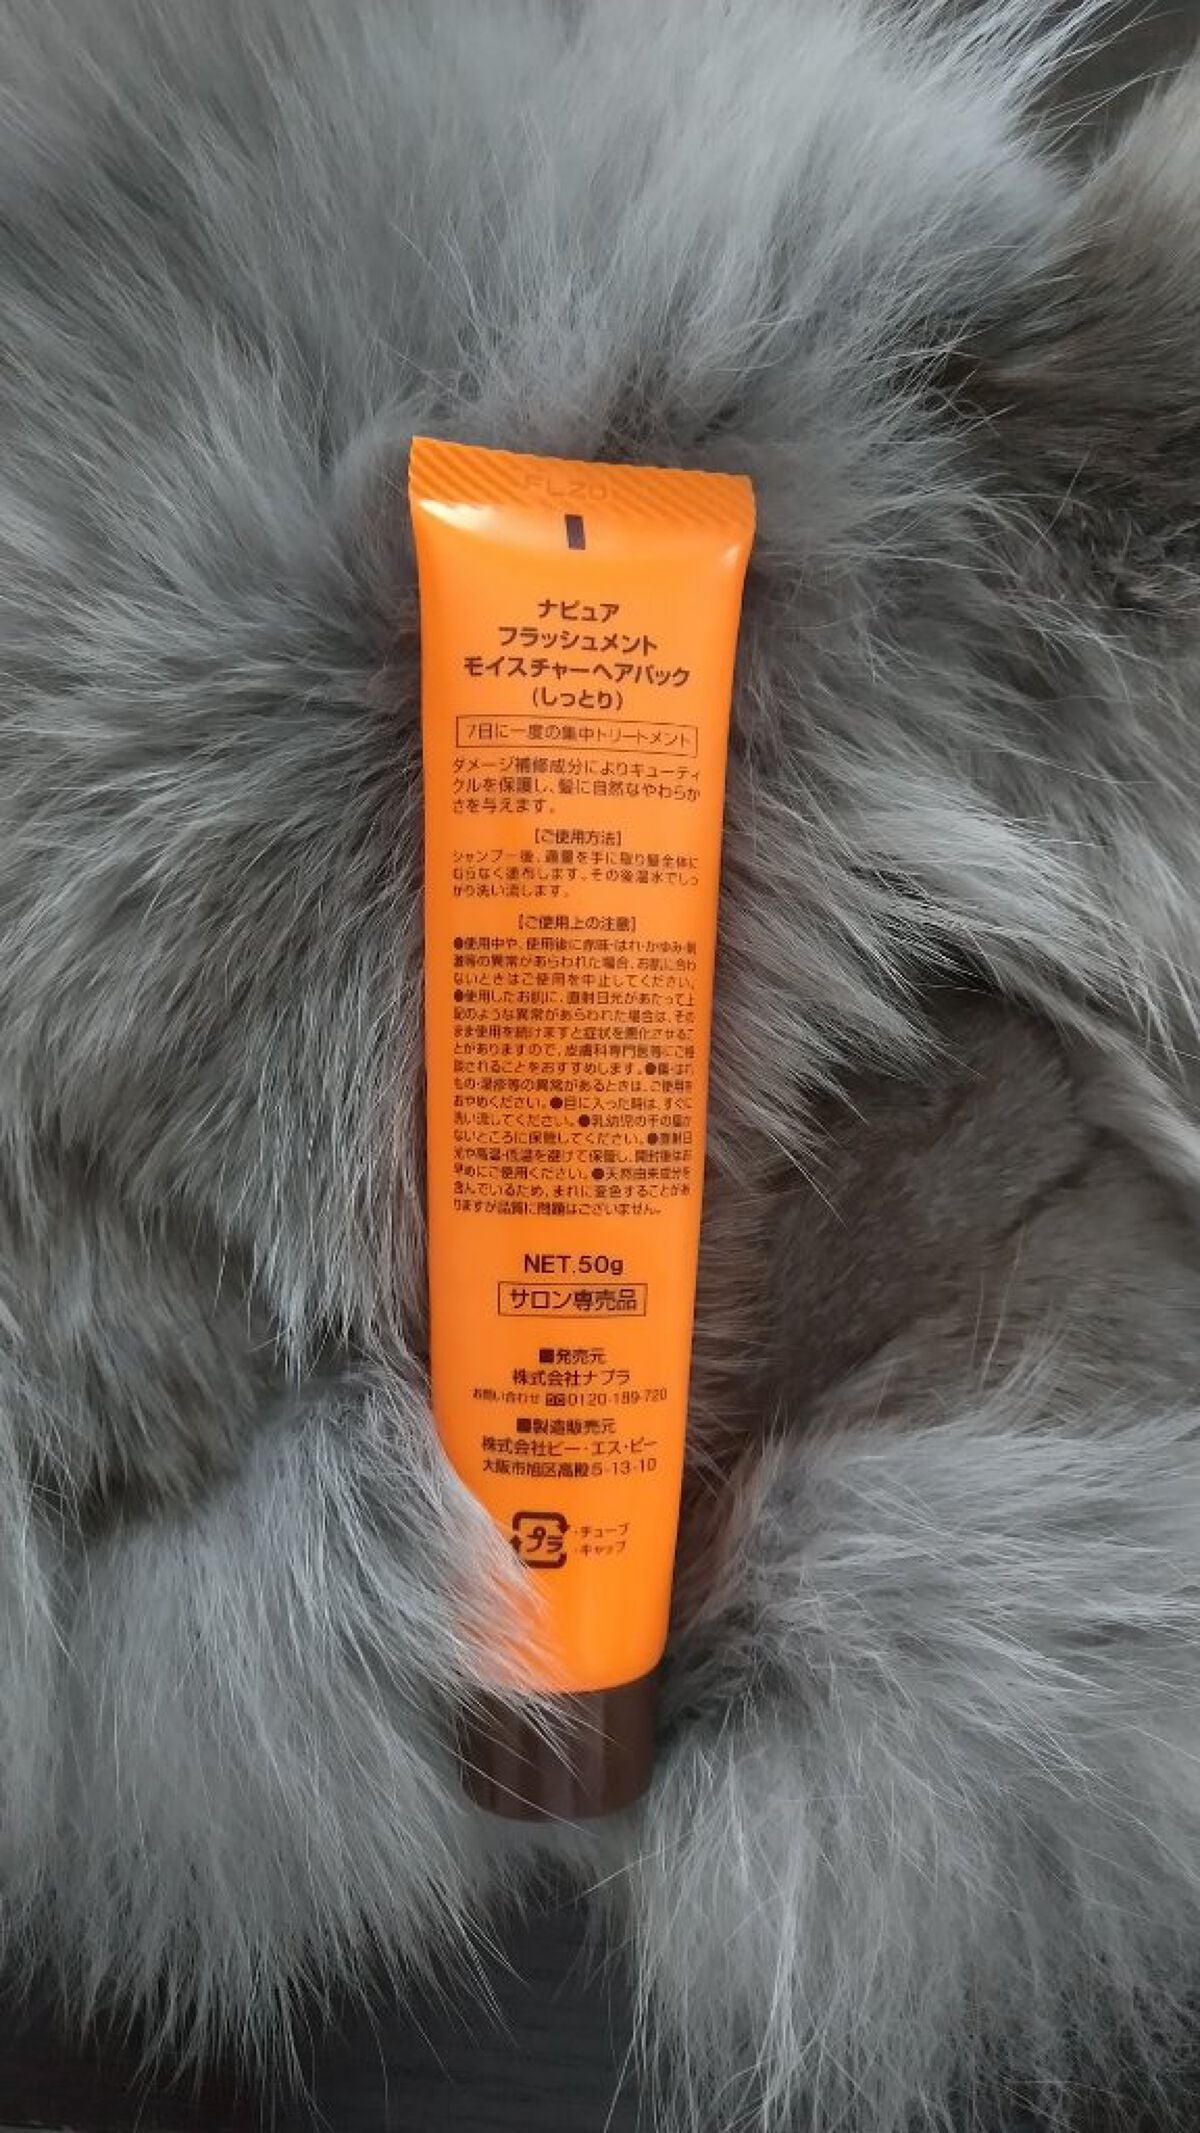 FLZU
ナピュア
フラッシュメント
モイスチャーヘアパック
(しっとり)
7日に一度の集中トリートメント
ダメージ補修成分によりキューティ
クルを保護し、髪に自然なやわらか
さを与えます。
【ご使用方法】
シャンプー後、適量を手に取り髪全体に
むらなく塗布します。その後温水でしっ
かり洗い流します。
【ご使用上の注意】
●使用中や、使用後に赤味・はれ・かゆみ・刺
激等の異常があらわれた場合、お肌に合わ
ないときはご使用を中止してください。
●使用したお肌に、直射日光があたって上
記のような異常があらわれた場合は、その
まま使用を続けますと症状を悪化させるこ
とがありますので、皮膚科専門医等にご相
談されることをおすすめします。●傷・はれ
もの・湿疹等の異常があるときは、ご使用を
おやめください。●目に入った時は、すぐに
洗い流してください。●乳幼児の手の届か
ないところに保管してください。●直射日
光や高温・低温を避けて保管し、開封後はお
早めにご使用ください。●天然由来成分を
含んでいるため、まれに変色することがあ
りますが品質に問題はございません。
NET.50g
サロン専売品
■発売元
株式会社ナプラ
お問い合わせ 0120-189-720
■製造販売元
株式会社ビー・エス・ピー
大阪市旭区高殿5-13-10
プラ
・チューブ
・キャップ